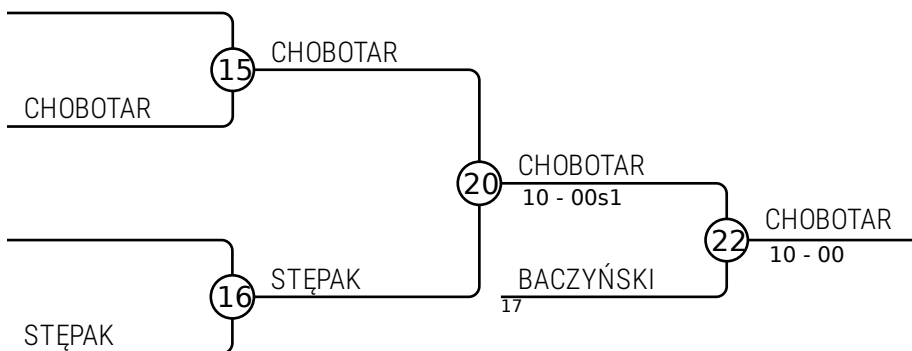 CHOBOTAR
15
CHOBOTAR
CHOBOTAR
20
10 - 00s1
CHOBOTAR
22
10 - 00
STĘPAK
16
BACZYŃSKI
17
STĘPAK